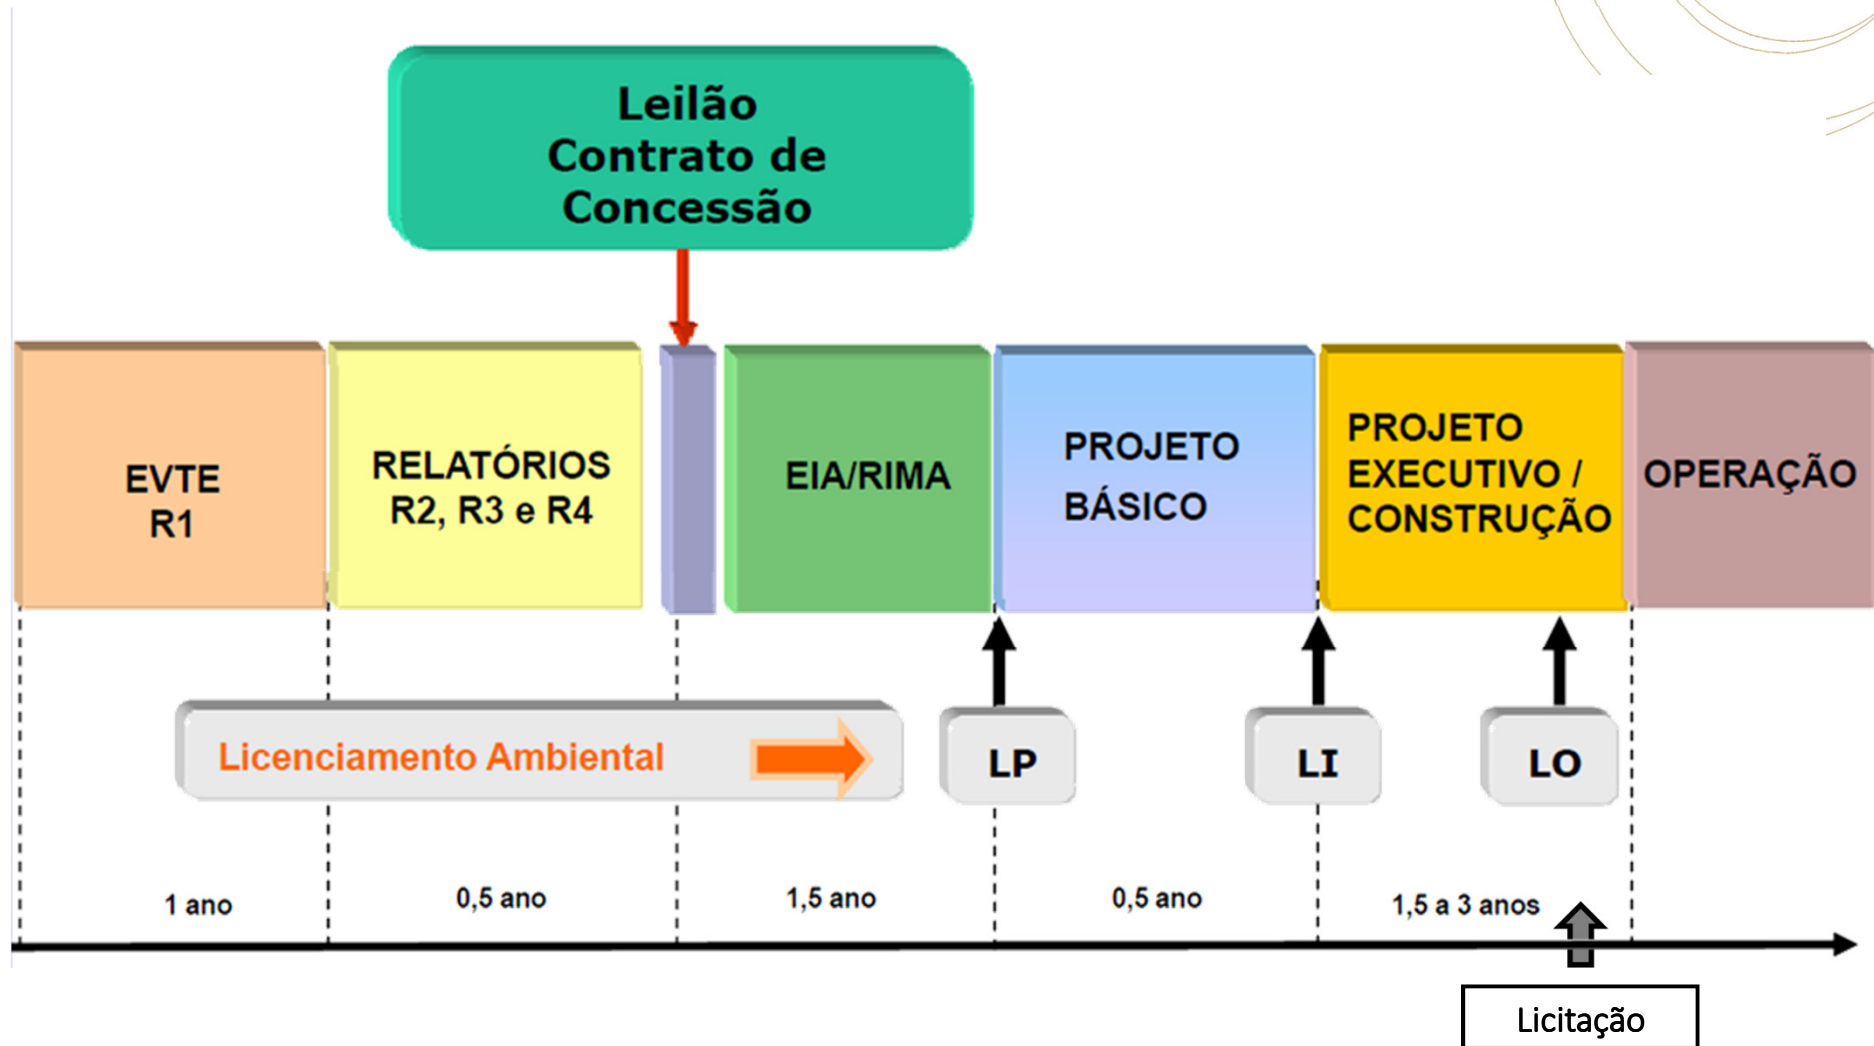 Leilão
Contrato de
Concessão
EVTE
R1
RELATÓRIOS
R2, R3 e R4
EIA/RIMA
PROJETO
BÁSICO
PROJETO
EXECUTIVO /
CONSTRUÇÃO
OPERAÇÃO
Licenciamento Ambiental
LP
LI
LO
1 ano
0,5 ano
1,5 ano
0,5 ano
1,5 a 3 anos
Licitação